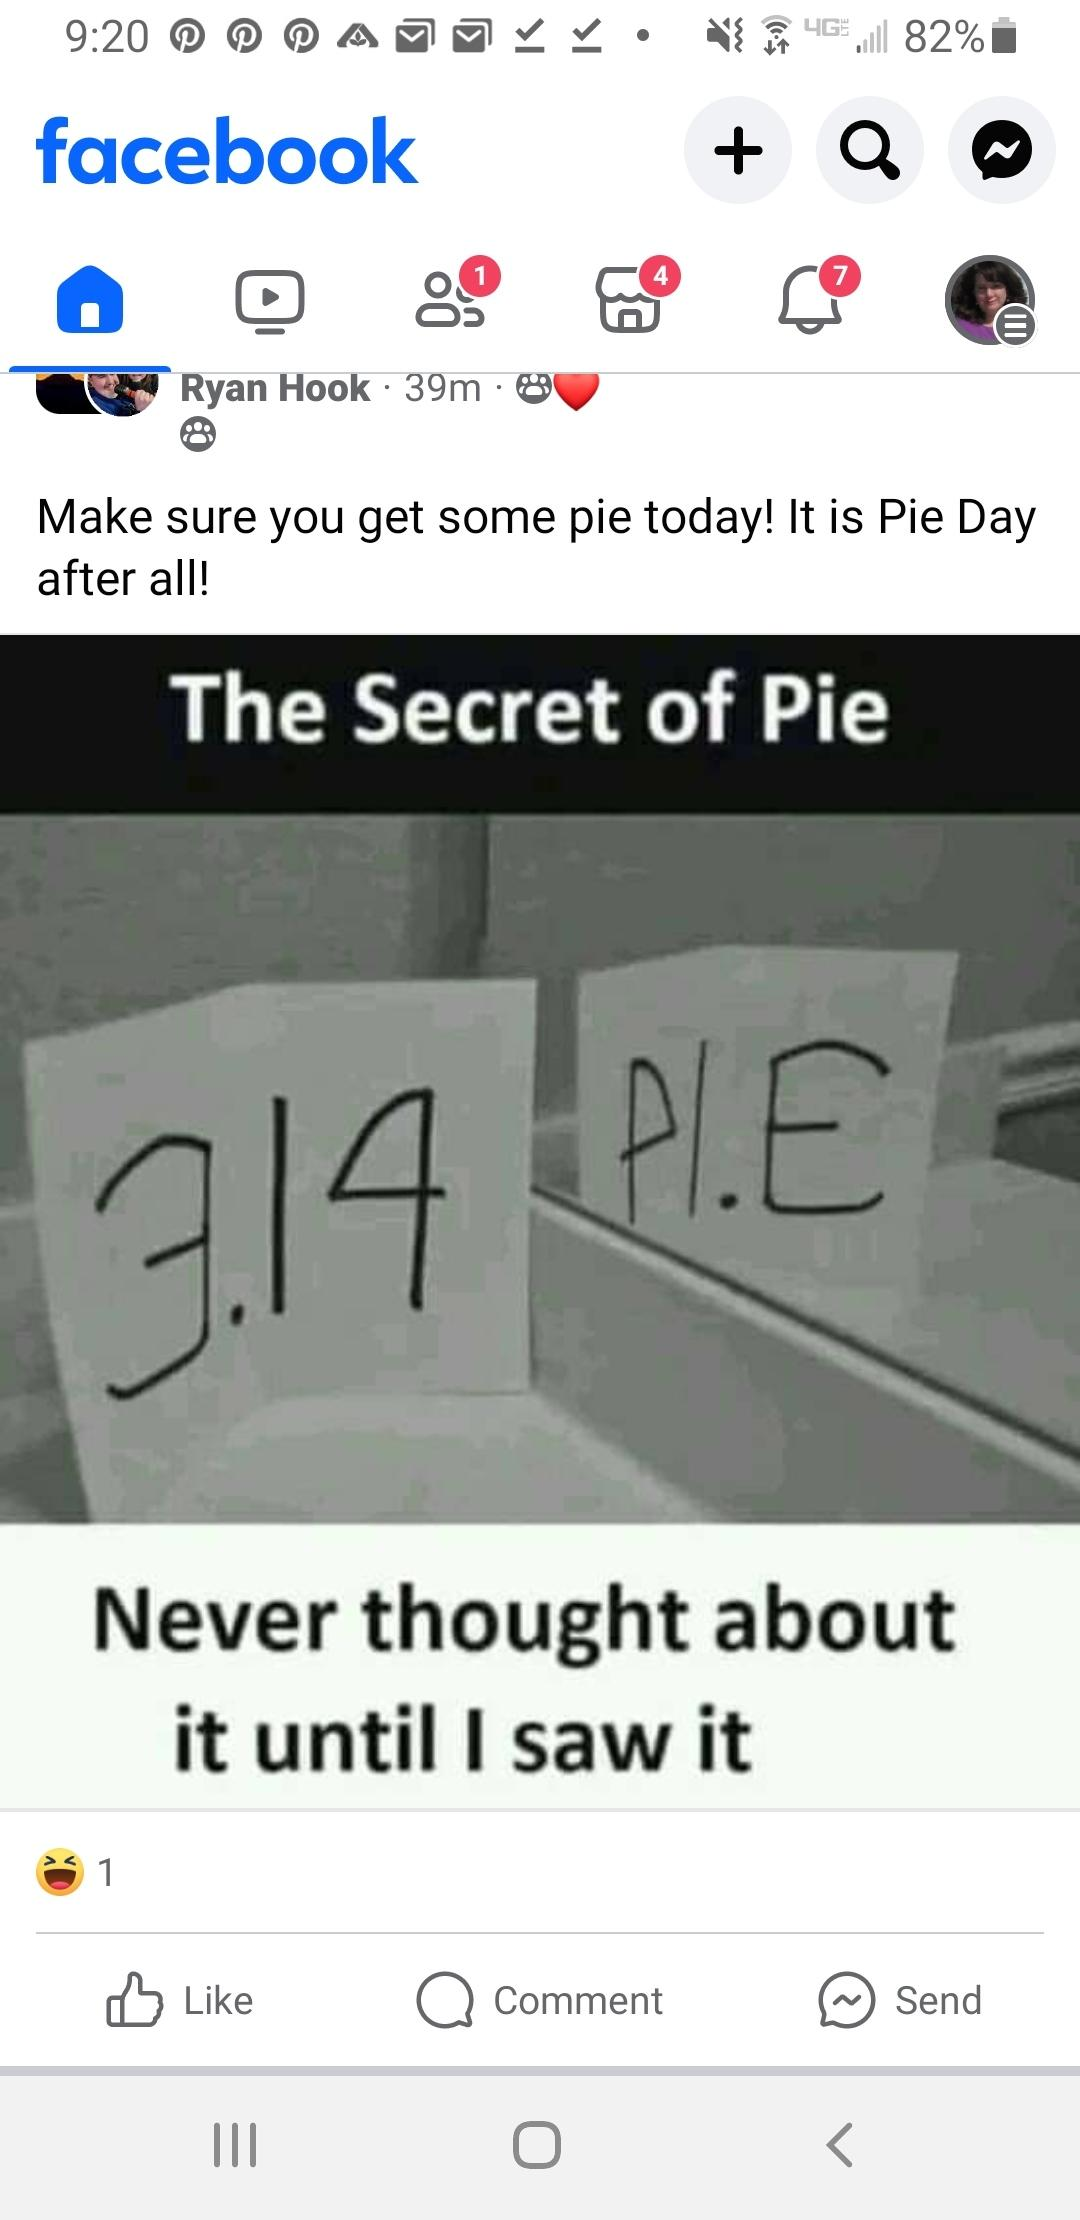 9:20 4GE 82%
facebook
1 4 7
Ryan Hook · 39m ·
Make sure you get some pie today! It is Pie Day
after all!
The Secret of Pie
3.14 PI.E
Never thought about
it until I saw it
1
Like Comment Send